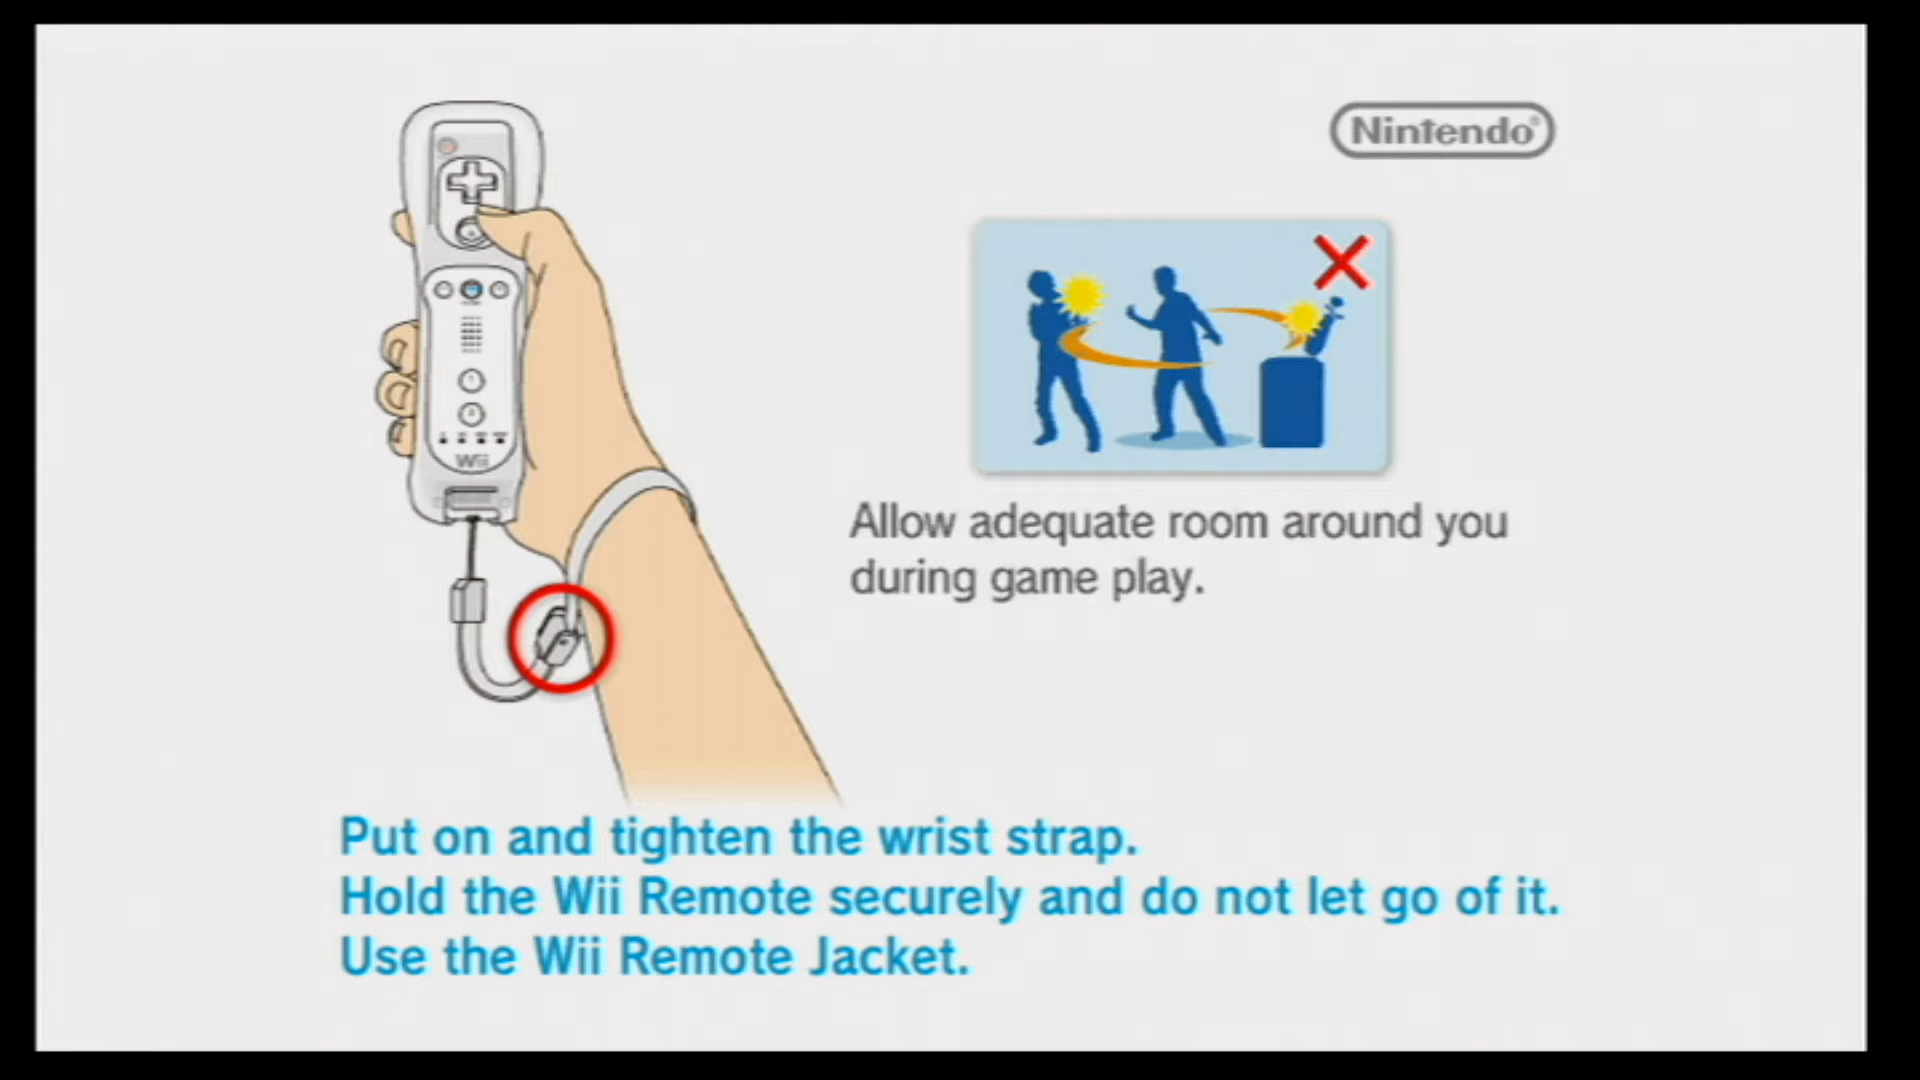 Nintendo®
Wii
Allow adequate room around you
during game play.
Put on and tighten the wrist strap.
Hold the Wii Remote securely and do not let go of it.
Use the Wii Remote Jacket.